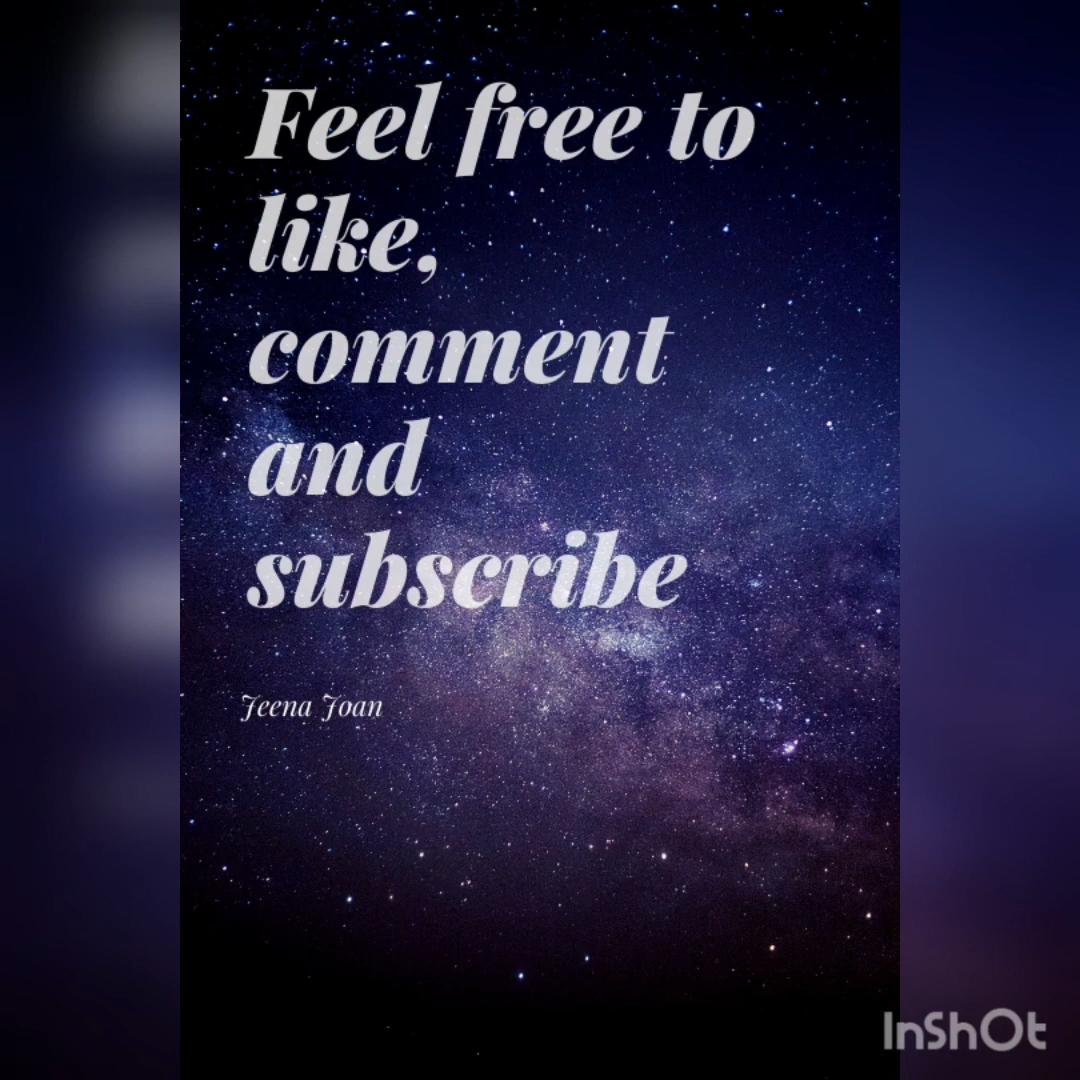 Feel free to
like,
comment
and
subscribe
Jeena Joan
InShOt